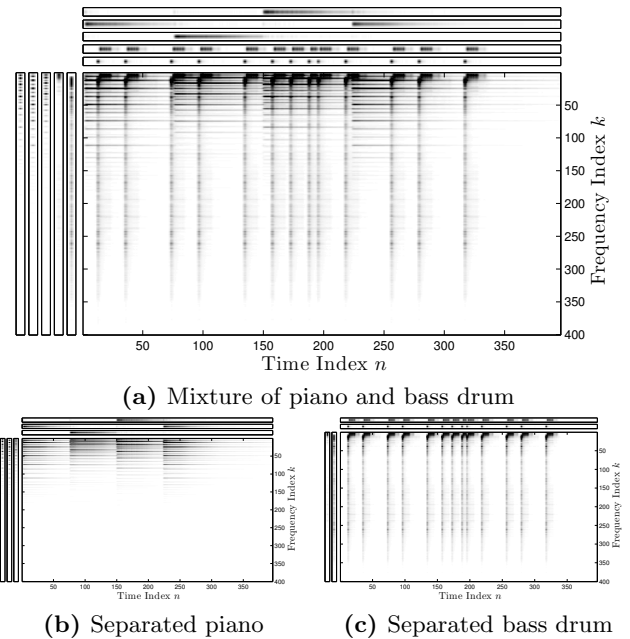 50
100
150
200
250
300
350
400
Frequency Index k
50 100 150 200 250 300 350
Time Index n
(a) Mixture of piano and bass drum
50
100
150
200
250
300
350
400
Frequency Index k
50 100 150 200 250 300 350
Time Index n
(b) Separated piano
50
100
150
200
250
300
350
400
Frequency Index k
50 100 150 200 250 300 350
Time Index n
(c) Separated bass drum